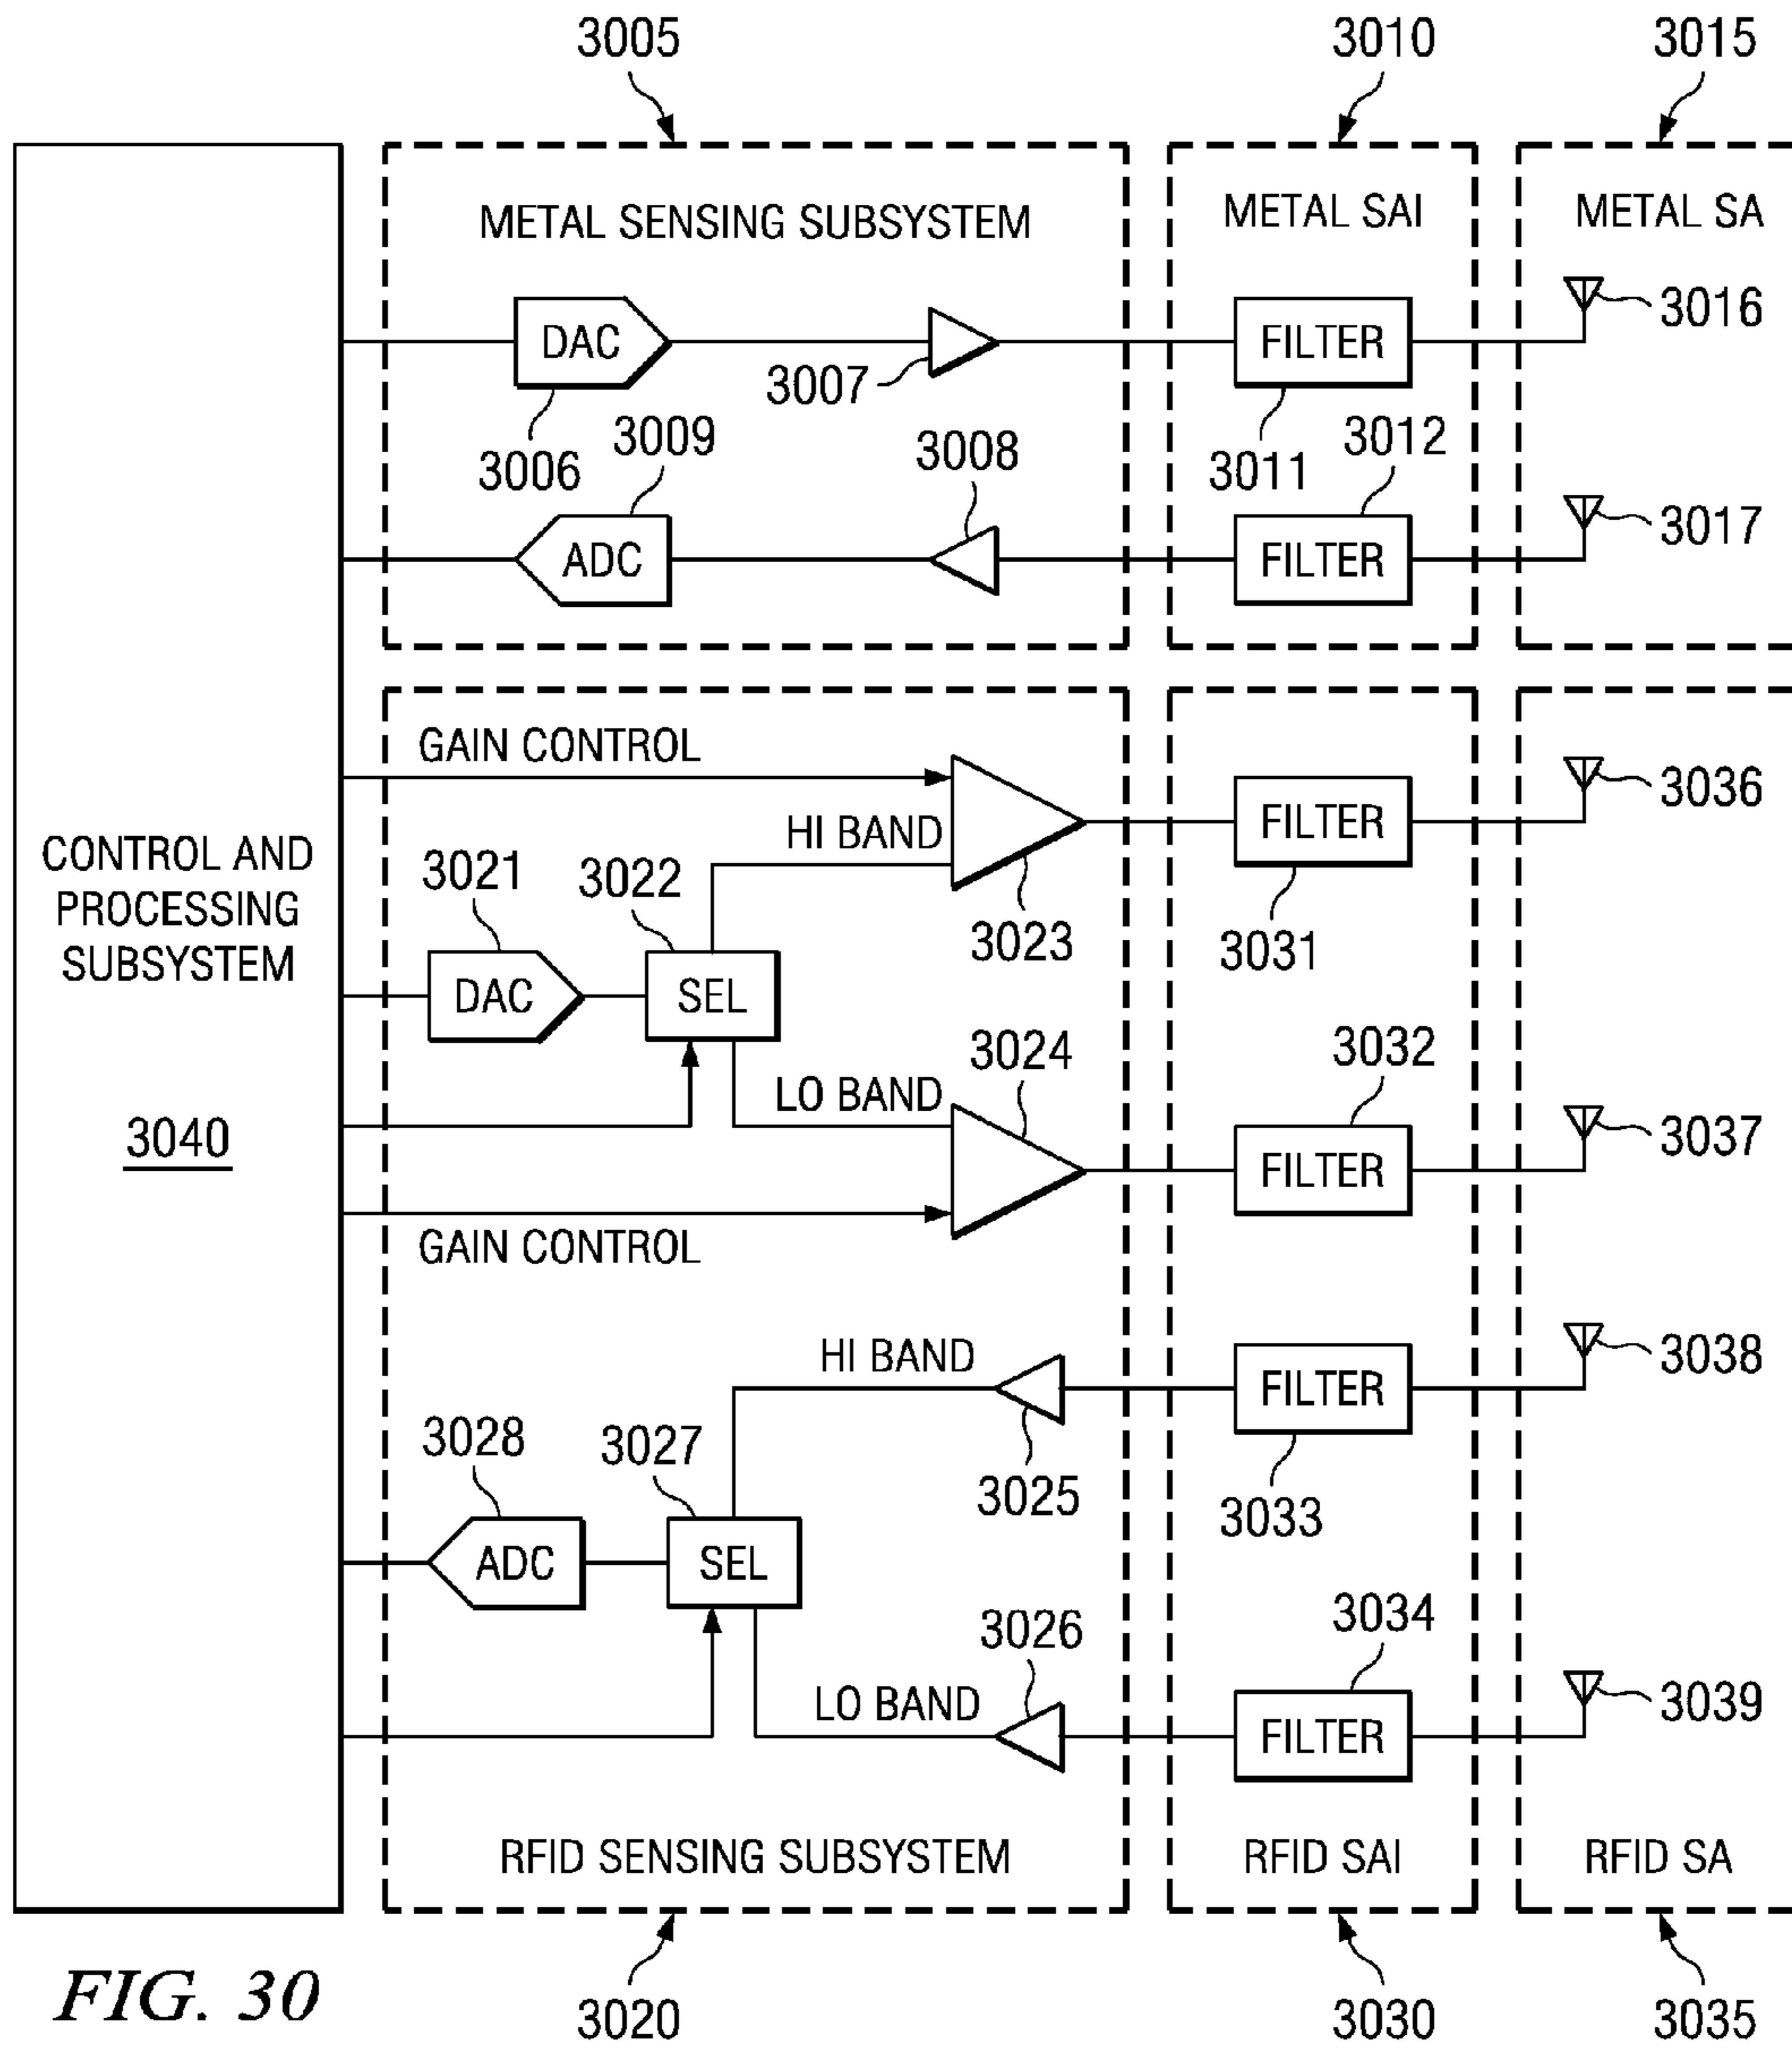 3005
3010
3015
METAL SENSING SUBSYSTEM
METAL SAI
METAL SA
DAC
FILTER
3016
3007
3006
3009
3008
3011
3012
3017
ADC
FILTER
GAIN CONTROL
3036
HI BAND
FILTER
CONTROL AND
PROCESSING
SUBSYSTEM
3040
3021
3022
3023
3031
DAC
SEL
3024
3032
LO BAND
3037
FILTER
GAIN CONTROL
HI BAND
3038
FILTER
3028
3027
3025
3033
ADC
SEL
3026
3034
LO BAND
3039
FILTER
RFID SENSING SUBSYSTEM
RFID SAI
RFID SA
FIG. 30
3020
3030
3035